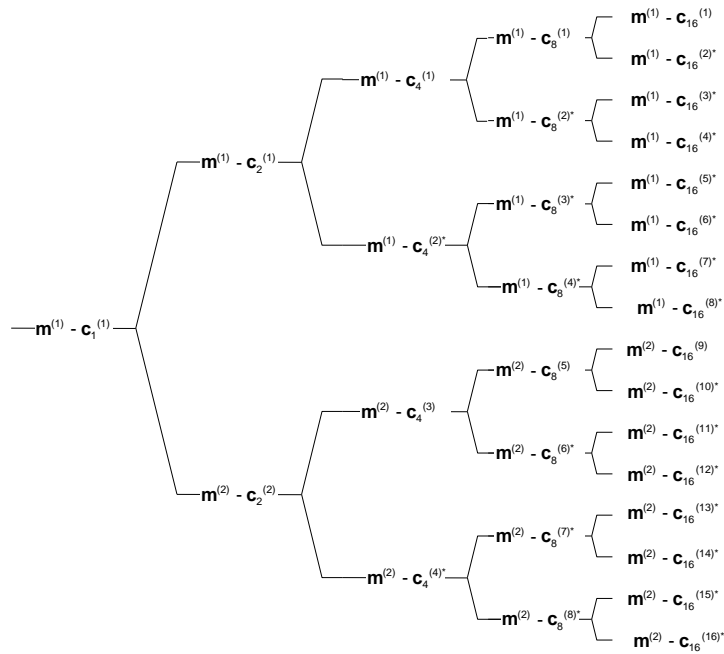 m⁽¹⁾ - c₁₆⁽¹⁾
m⁽¹⁾ - c₈⁽¹⁾
m⁽¹⁾ - c₁₆⁽²⁾*
m⁽¹⁾ - c₄⁽¹⁾
m⁽¹⁾ - c₁₆⁽³⁾*
m⁽¹⁾ - c₈⁽²⁾*
m⁽¹⁾ - c₁₆⁽⁴⁾*
m⁽¹⁾ - c₂⁽¹⁾
m⁽¹⁾ - c₁₆⁽⁵⁾*
m⁽¹⁾ - c₈⁽³⁾*
m⁽¹⁾ - c₁₆⁽⁶⁾*
m⁽¹⁾ - c₄⁽²⁾*
m⁽¹⁾ - c₁₆⁽⁷⁾*
m⁽¹⁾ - c₈⁽⁴⁾*
m⁽¹⁾ - c₁₆⁽⁸⁾*
m⁽¹⁾ - c₁⁽¹⁾
m⁽²⁾ - c₁₆⁽⁹⁾
m⁽²⁾ - c₈⁽⁵⁾
m⁽²⁾ - c₁₆⁽¹⁰⁾*
m⁽²⁾ - c₄⁽³⁾
m⁽²⁾ - c₁₆⁽¹¹⁾*
m⁽²⁾ - c₈⁽⁶⁾*
m⁽²⁾ - c₁₆⁽¹²⁾*
m⁽²⁾ - c₂⁽²⁾
m⁽²⁾ - c₁₆⁽¹³⁾*
m⁽²⁾ - c₈⁽⁷⁾*
m⁽²⁾ - c₁₆⁽¹⁴⁾*
m⁽²⁾ - c₄⁽⁴⁾*
m⁽²⁾ - c₁₆⁽¹⁵⁾*
m⁽²⁾ - c₈⁽⁸⁾*
m⁽²⁾ - c₁₆⁽¹⁶⁾*